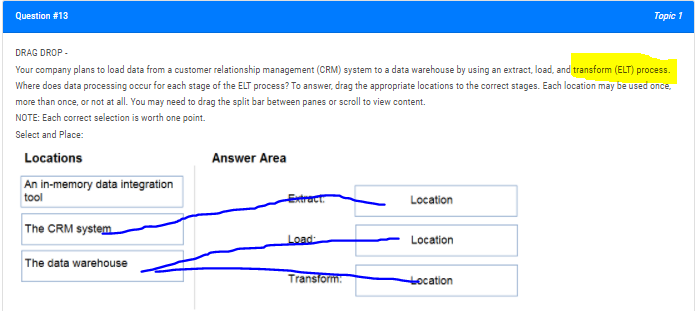 Question #13
Topic 1
DRAG DROP -
Your company plans to load data from a customer relationship management (CRM) system to a data warehouse by using an extract, load, and transform (ELT) process.
Where does data processing occur for each stage of the ELT process? To answer, drag the appropriate locations to the correct stages. Each location may be used once,
more than once, or not at all. You may need to drag the split bar between panes or scroll to view content.
NOTE: Each correct selection is worth one point.
Select and Place:
Locations
Answer Area
An in-memory data integration
tool
Extract:
Location
The CRM system
Load:
Location
The data warehouse
Transform:
Location